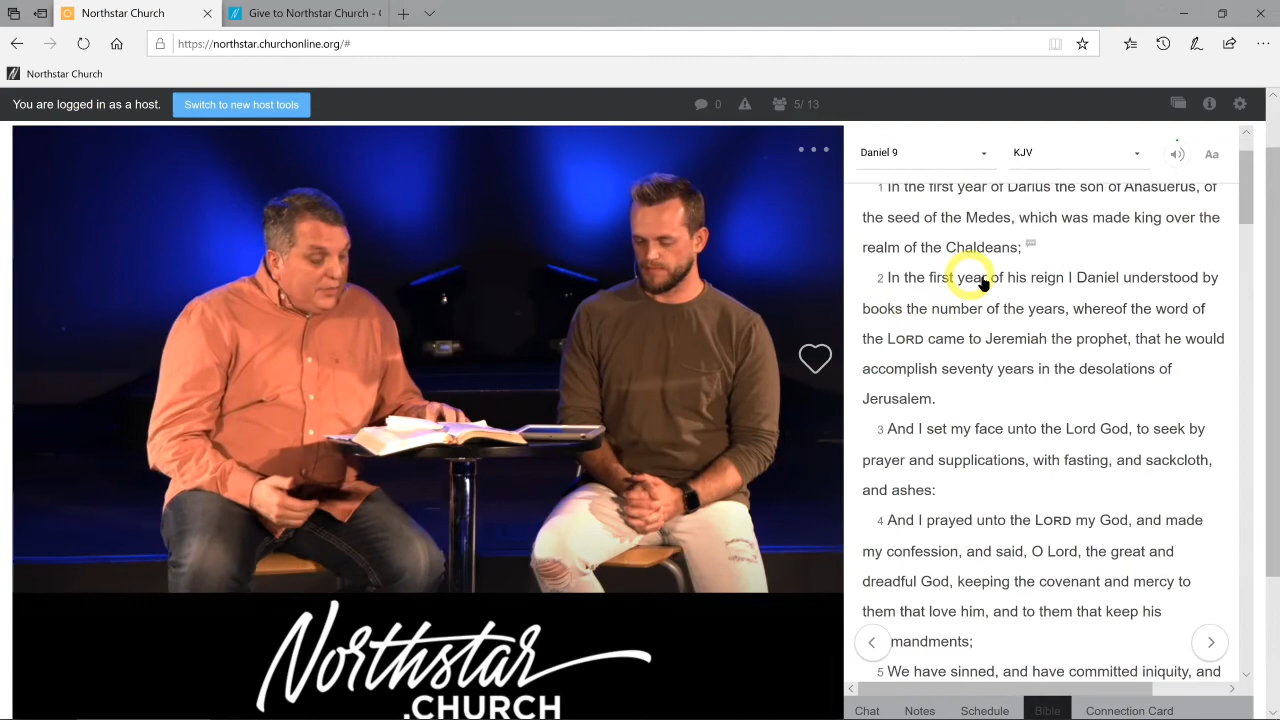 Northstar Church
Give to Northstar Church - (
https://northstar.churchonline.org/#
Northstar Church
You are logged in as a host.
Switch to new host tools
0
5/ 13
Daniel 9
KJV
Aa
1 In the first year of Darius the son of Ahasuerus, of
the seed of the Medes, which was made king over the
realm of the Chaldeans;
2 In the first year of his reign I Daniel understood by
books the number of the years, whereof the word of
the LORD came to Jeremiah the prophet, that he would
accomplish seventy years in the desolations of
Jerusalem.
3 And I set my face unto the Lord God, to seek by
prayer and supplications, with fasting, and sackcloth,
and ashes:
4 And I prayed unto the LORD my God, and made
my confession, and said, O Lord, the great and
dreadful God, keeping the covenant and mercy to
them that love him, and to them that keep his
mandments;
5 We have sinned, and have committed iniquity, and
Northstar
.CHURCH
Chat
Notes
Schedule
Bible
Connection Card